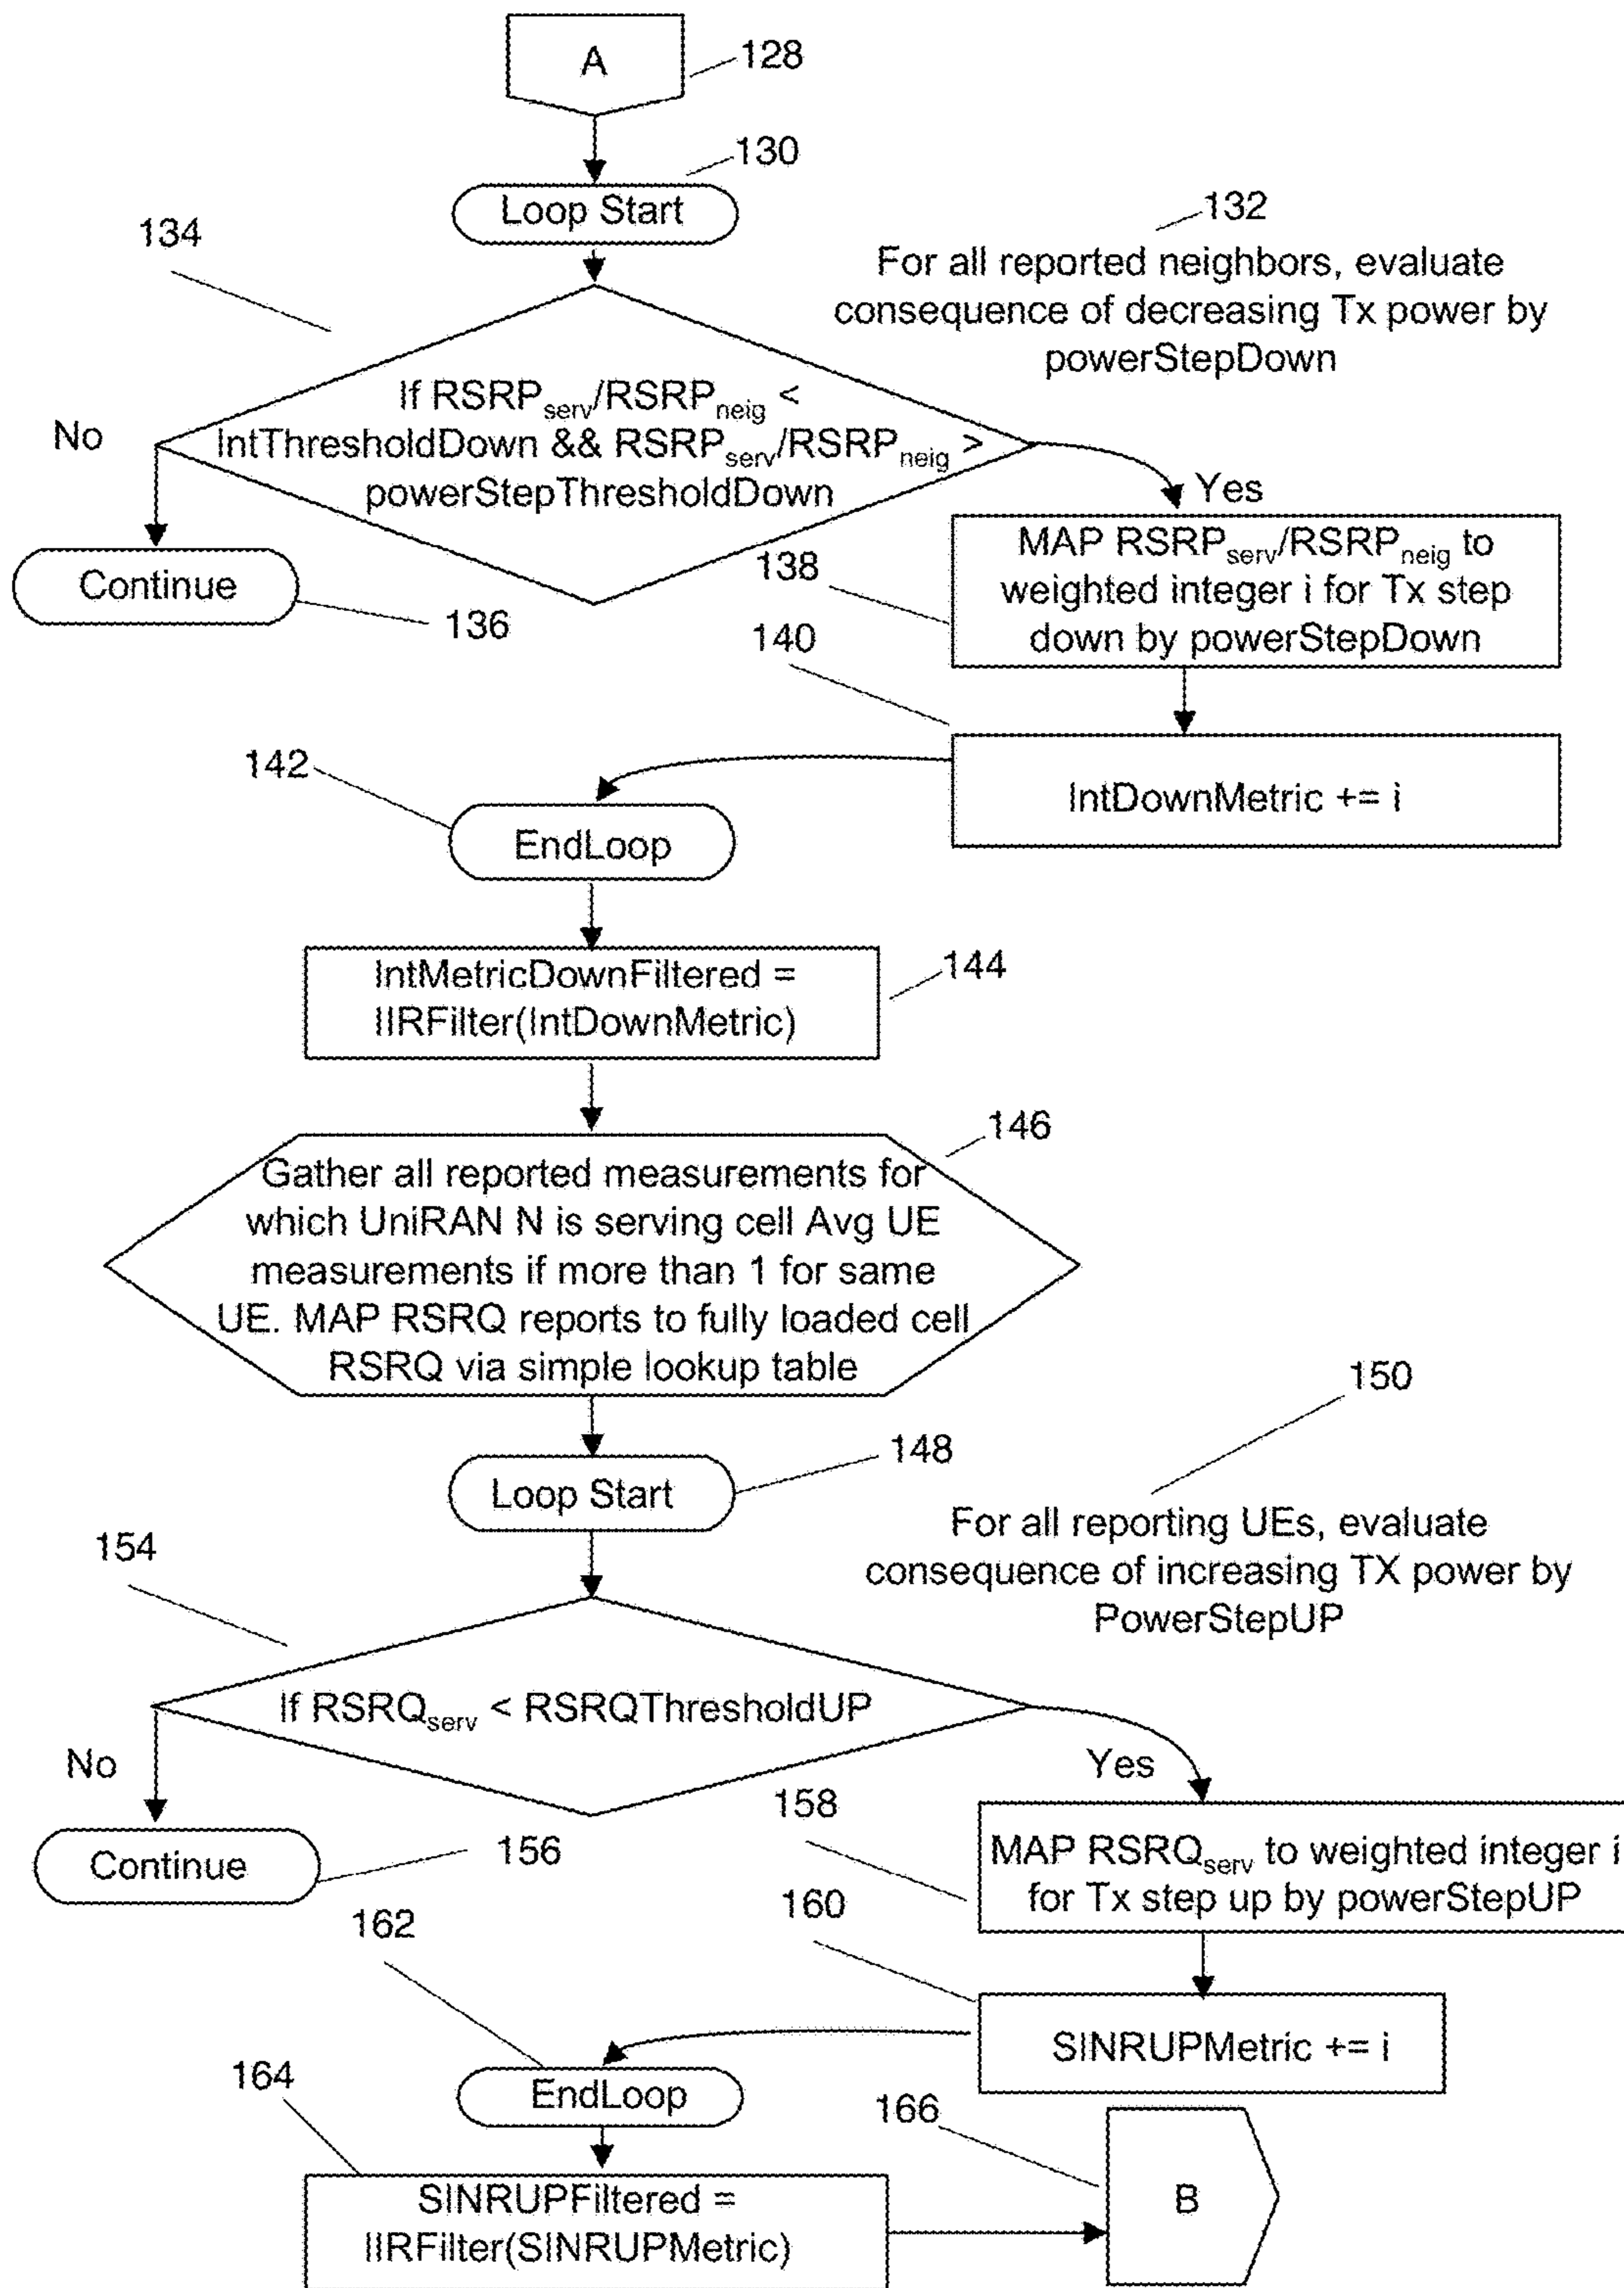 A
128
130
Loop Start
132
134
For all reported neighbors, evaluate
consequence of decreasing Tx power by
powerStepDown
If RSRPserv/RSRPneig <
IntThresholdDown && RSRPserv/RSRPneig >
powerStepThresholdDown
No
Yes
Continue
136
138
MAP RSRPserv/RSRPneig to
weighted integer i for Tx step
down by powerStepDown
140
142
IntDownMetric += i
EndLoop
IntMetricDownFiltered =
IIRFilter(IntDownMetric)
144
146
Gather all reported measurements for
which UniRAN N is serving cell Avg UE
measurements if more than 1 for same
UE. MAP RSRQ reports to fully loaded cell
RSRQ via simple lookup table
150
148
Loop Start
For all reporting UEs, evaluate
consequence of increasing TX power by
PowerStepUP
154
If RSRQserv < RSRQThresholdUP
No
Yes
158
Continue
156
MAP RSRQserv to weighted integer i
for Tx step up by powerStepUP
160
162
SINRUPMetric += i
164
EndLoop
166
SINRUPFiltered =
IIRFilter(SINRUPMetric)
B